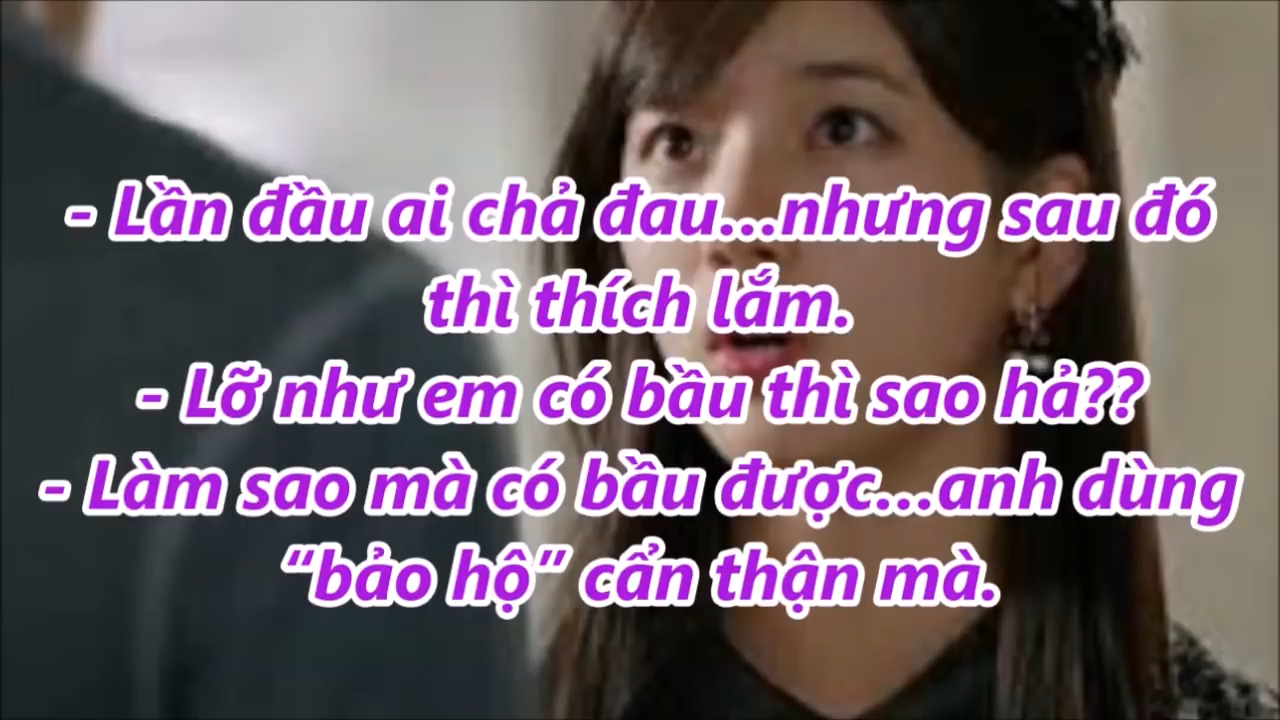 - Lần đầu ai chả đau...nhưng sau đó
thì thích lắm.
- Lỡ như em có bầu thì sao hả??
- Làm sao mà có bầu được...anh dùng
“bảo hộ” cẩn thận mà.